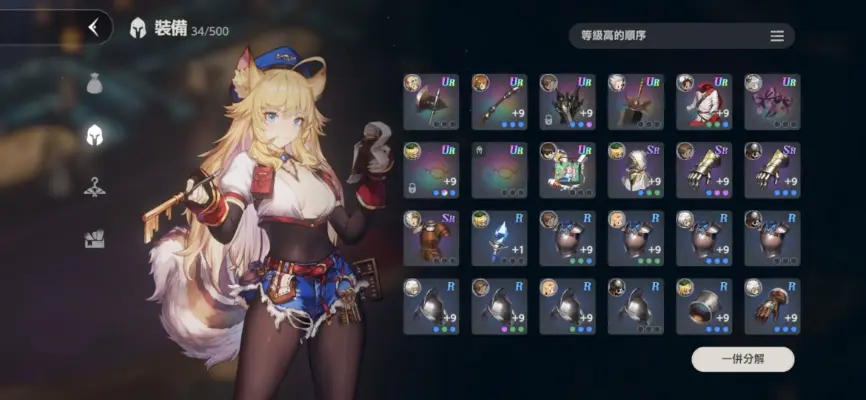 裝備 34/500
等級高的順序
UR UR UR UR UR UR
+9 +9 +9
UR UR UR SR SR SR
+9 +9 +9 +9 +9
SR R R R R R
+1 +9 +9 +9
R R R R R R
+9 +9 +9 +9 +9
一併分解